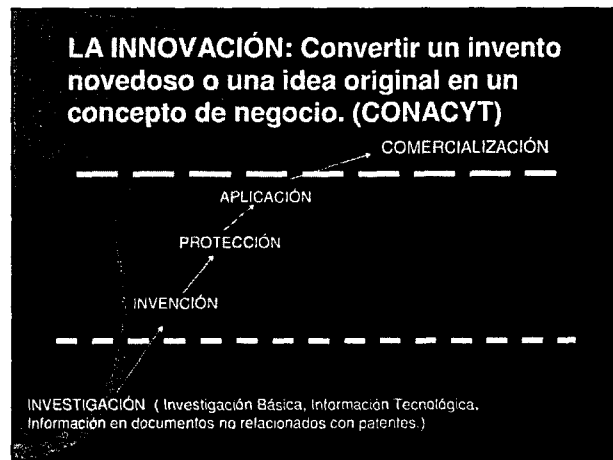 LA INNOVACIÓN: Convertir un invento
novedoso o una idea original en un
concepto de negocio. (CONACYT)
COMERCIALIZACIÓN
APLICACIÓN
PROTECCIÓN
INVENCIÓN
INVESTIGACIÓN ( Investigación Básica, Información Tecnológica,
Información en documentos no relacionados con patentes.)